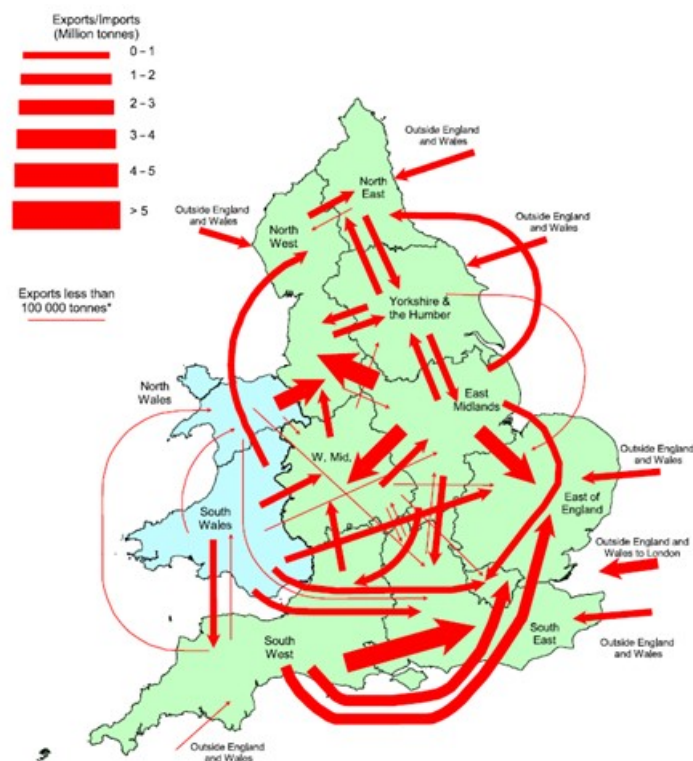 Exports/Imports
(Million tonnes)
0 – 1
1 – 2
2 – 3
3 – 4
4 – 5
> 5
Exports less than
100 000 tonnes*
Outside England
and Wales
North
East
Outside England
and Wales
North
West
Outside England
and Wales
Yorkshire &
the Humber
North
Wales
East
Midlands
W, Mid,
Outside England
and Wales
East of
England
South
Wales
Outside England and
Wales to London
South
East
South
West
Outside England
and Wales
Outside England
and Wales